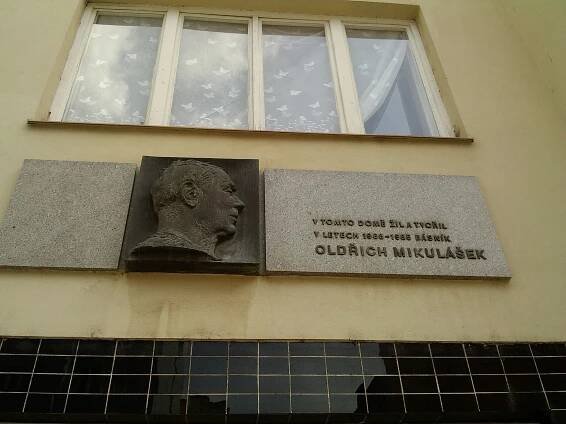 V TOMTO DOMĚ ŽIL A TVOŘIL
V LETECH BÁSNÍK
OLDŘICH MIKULÁŠEK